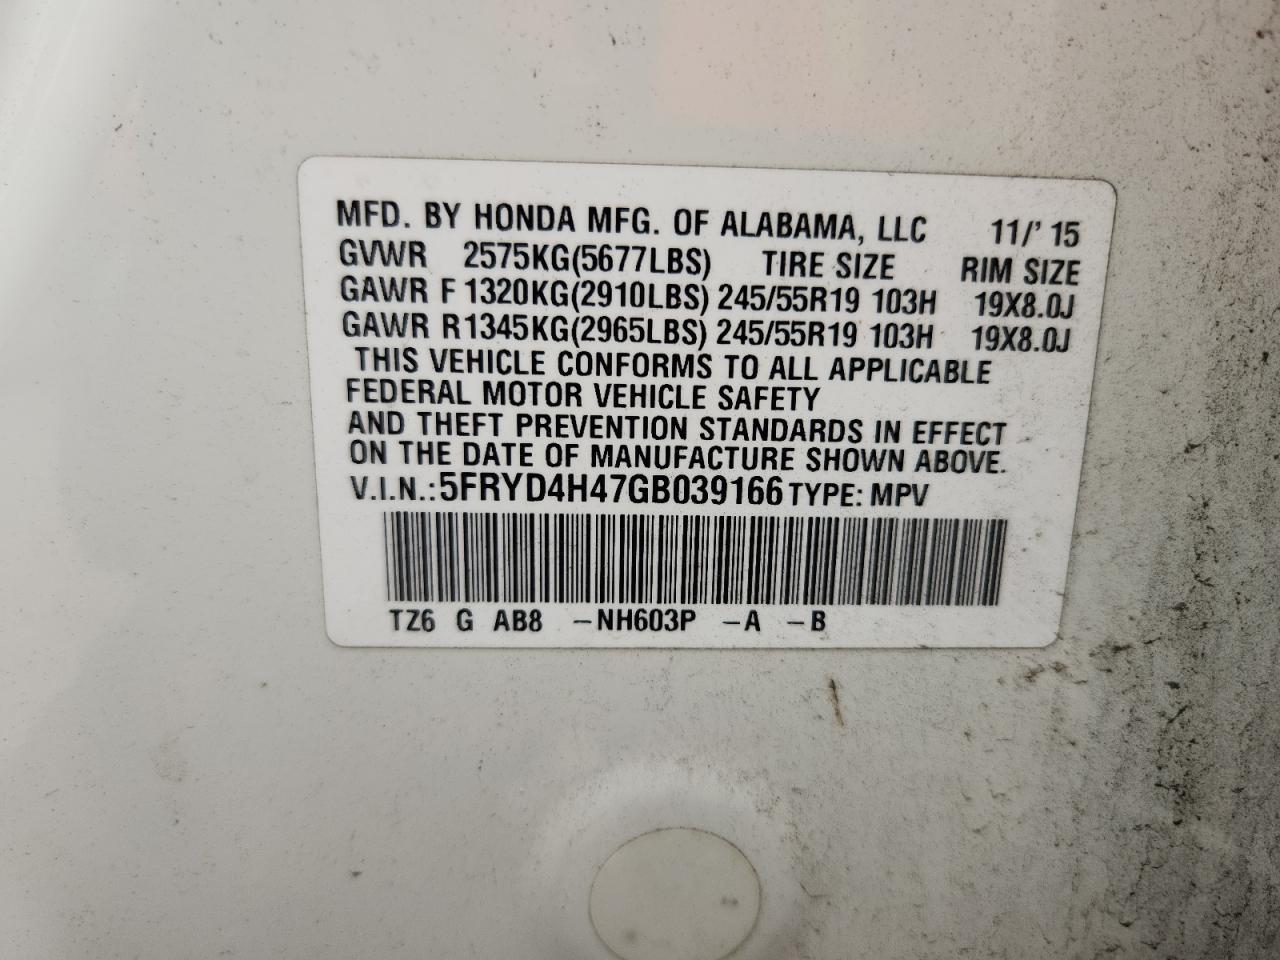 MFD. BY HONDA MFG. OF ALABAMA, LLC 11/' 15
GVWR 2575KG(5677LBS) TIRE SIZE RIM SIZE
GAWR F 1320KG(2910LBS) 245/55R19 103H 19X8.0J
GAWR R 1345KG(2965LBS) 245/55R19 103H 19X8.0J
THIS VEHICLE CONFORMS TO ALL APPLICABLE
FEDERAL MOTOR VEHICLE SAFETY
AND THEFT PREVENTION STANDARDS IN EFFECT
ON THE DATE OF MANUFACTURE SHOWN ABOVE.
V.I.N.: 5FRYD4H47GB039166 TYPE: MPV
TZ6 G AB8 -NH603P -A -B